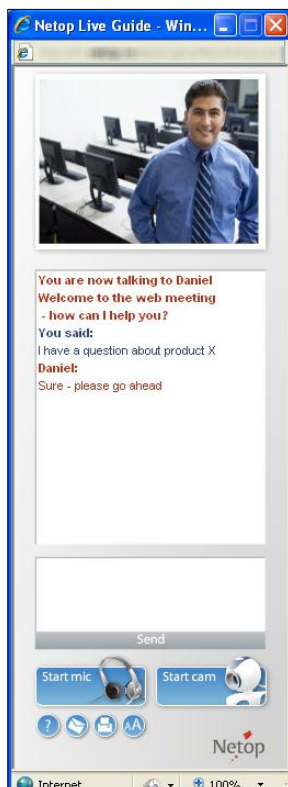 Netop Live Guide - Win...
You are now talking to Daniel
Welcome to the web meeting
- how can I help you?
You said:
I have a question about product X
Daniel:
Sure - please go ahead
Send
Start mic
Start cam
? AA
Netop
Internet
100%